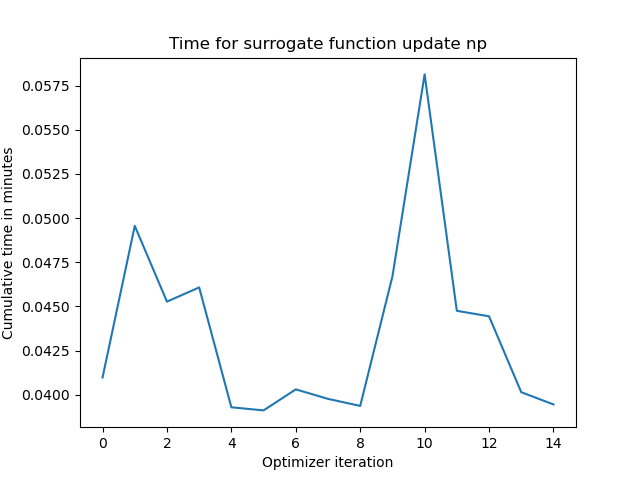 Time for surrogate function update np
Cumulative time in minutes
0.0575
0.0550
0.0525
0.0500
0.0475
0.0450
0.0425
0.0400
0 2 4 6 8 10 12 14
Optimizer iteration